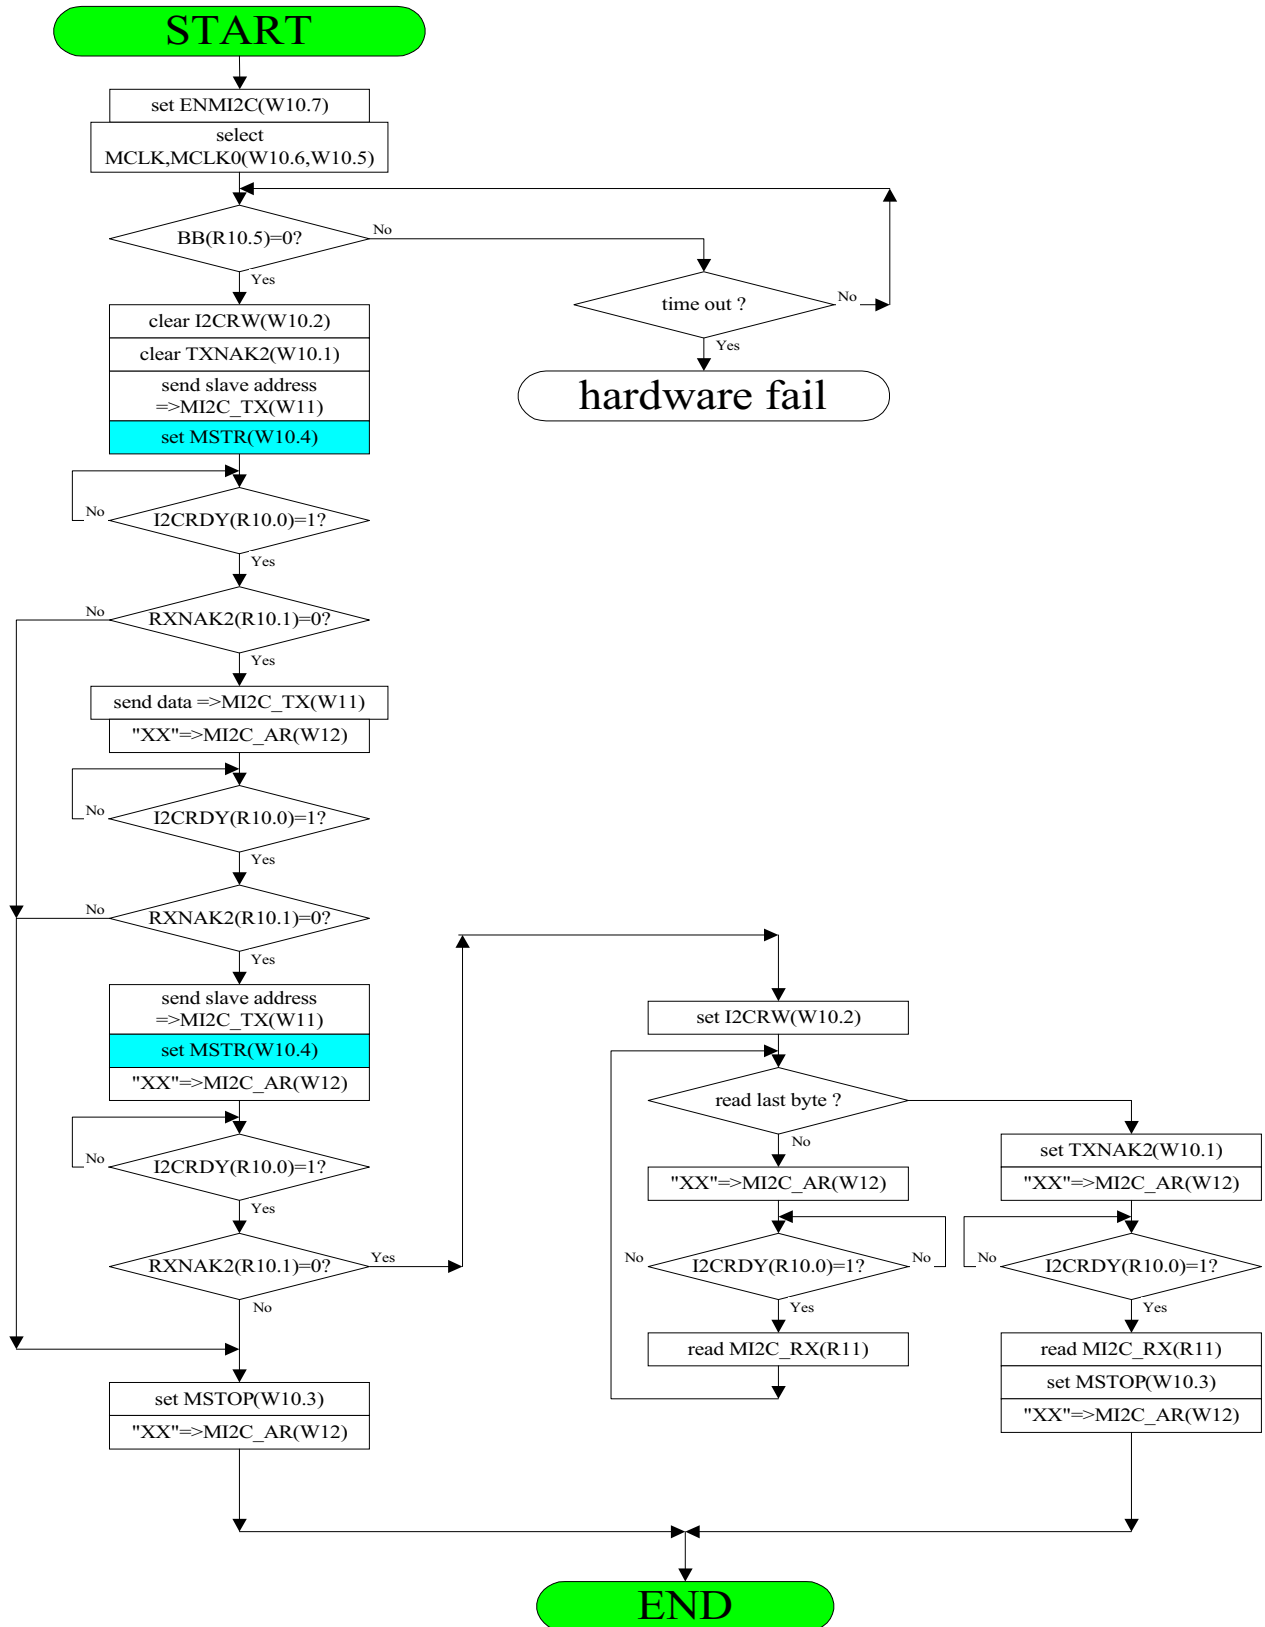 START
set ENMI2C(W10.7)
select
MCLK,MCLK0(W10.6,W10.5)
BB(R10.5)=0?
No
Yes
time out ?
No
Yes
hardware fail
clear I2CRW(W10.2)
clear TXNAK2(W10.1)
send slave address
=>MI2C_TX(W11)
set MSTR(W10.4)
No
I2CRDY(R10.0)=1?
Yes
No
RXNAK2(R10.1)=0?
Yes
send data =>MI2C_TX(W11)
"XX"=>MI2C_AR(W12)
No
I2CRDY(R10.0)=1?
Yes
No
RXNAK2(R10.1)=0?
Yes
send slave address
=>MI2C_TX(W11)
set MSTR(W10.4)
"XX"=>MI2C_AR(W12)
No
I2CRDY(R10.0)=1?
Yes
RXNAK2(R10.1)=0?
Yes
No
set MSTOP(W10.3)
"XX"=>MI2C_AR(W12)
set I2CRW(W10.2)
read last byte ?
No
"XX"=>MI2C_AR(W12)
No
I2CRDY(R10.0)=1?
No
Yes
read MI2C_RX(R11)
set TXNAK2(W10.1)
"XX"=>MI2C_AR(W12)
No
I2CRDY(R10.0)=1?
Yes
read MI2C_RX(R11)
set MSTOP(W10.3)
"XX"=>MI2C_AR(W12)
END